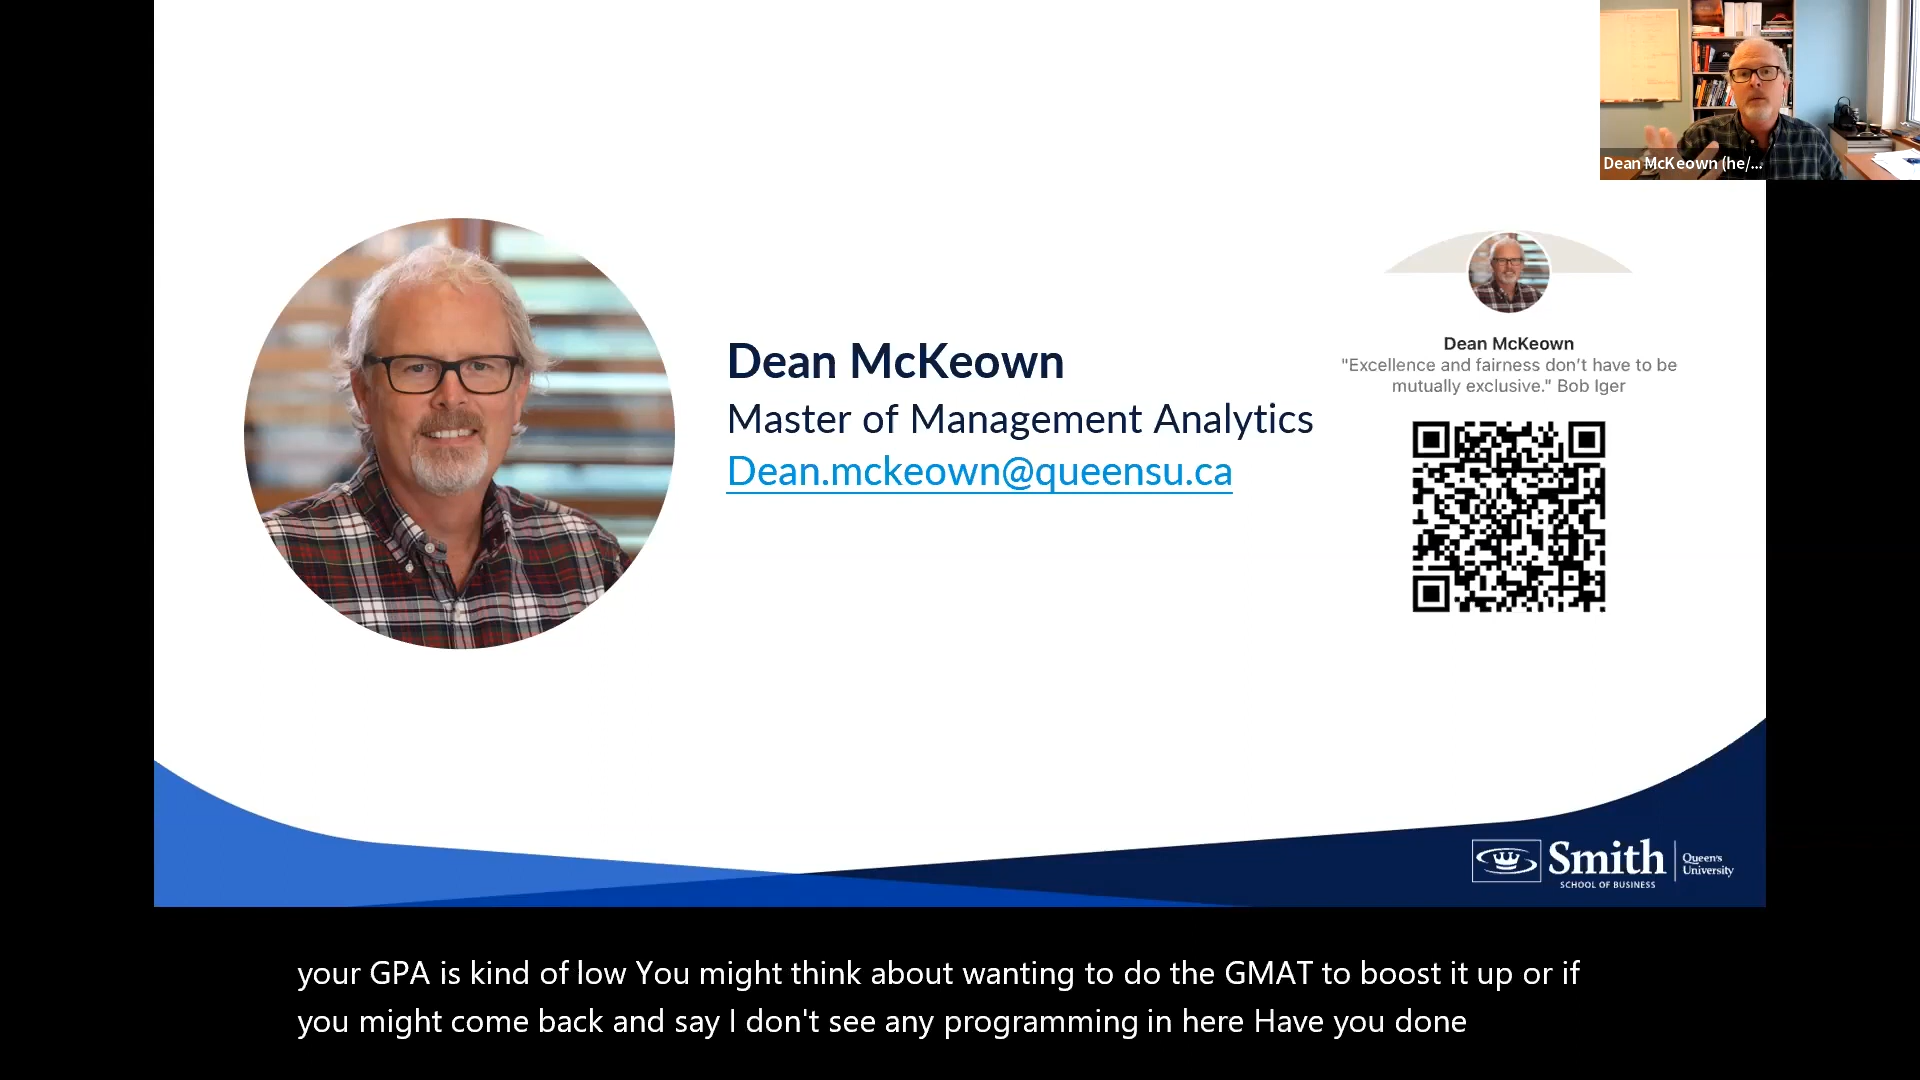 Dean McKeown (he/...
Dean McKeown
Master of Management Analytics
Dean.mckeown@queensu.ca
Dean McKeown
"Excellence and fairness don’t have to be
mutually exclusive." Bob Iger
Smith
SCHOOL OF BUSINESS
Queen's
University
your GPA is kind of low You might think about wanting to do the GMAT to boost it up or if
you might come back and say I don't see any programming in here Have you done